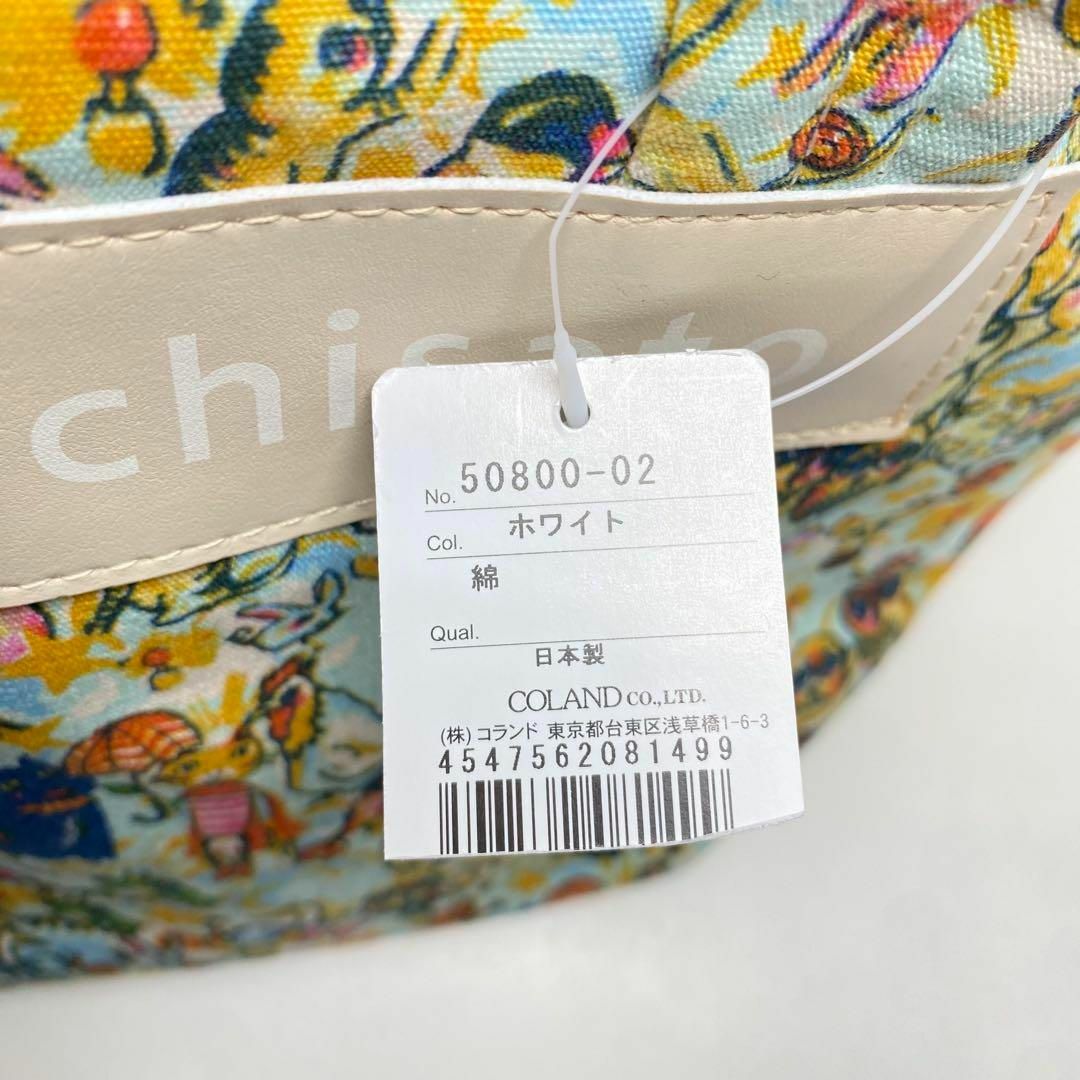 chisato
No. 50800-02
Col. ホワイト
綿
Qual.
日本製
COLAND CO.,LTD.
(株)コランド 東京都台東区浅草橋1-6-3
4547562081499